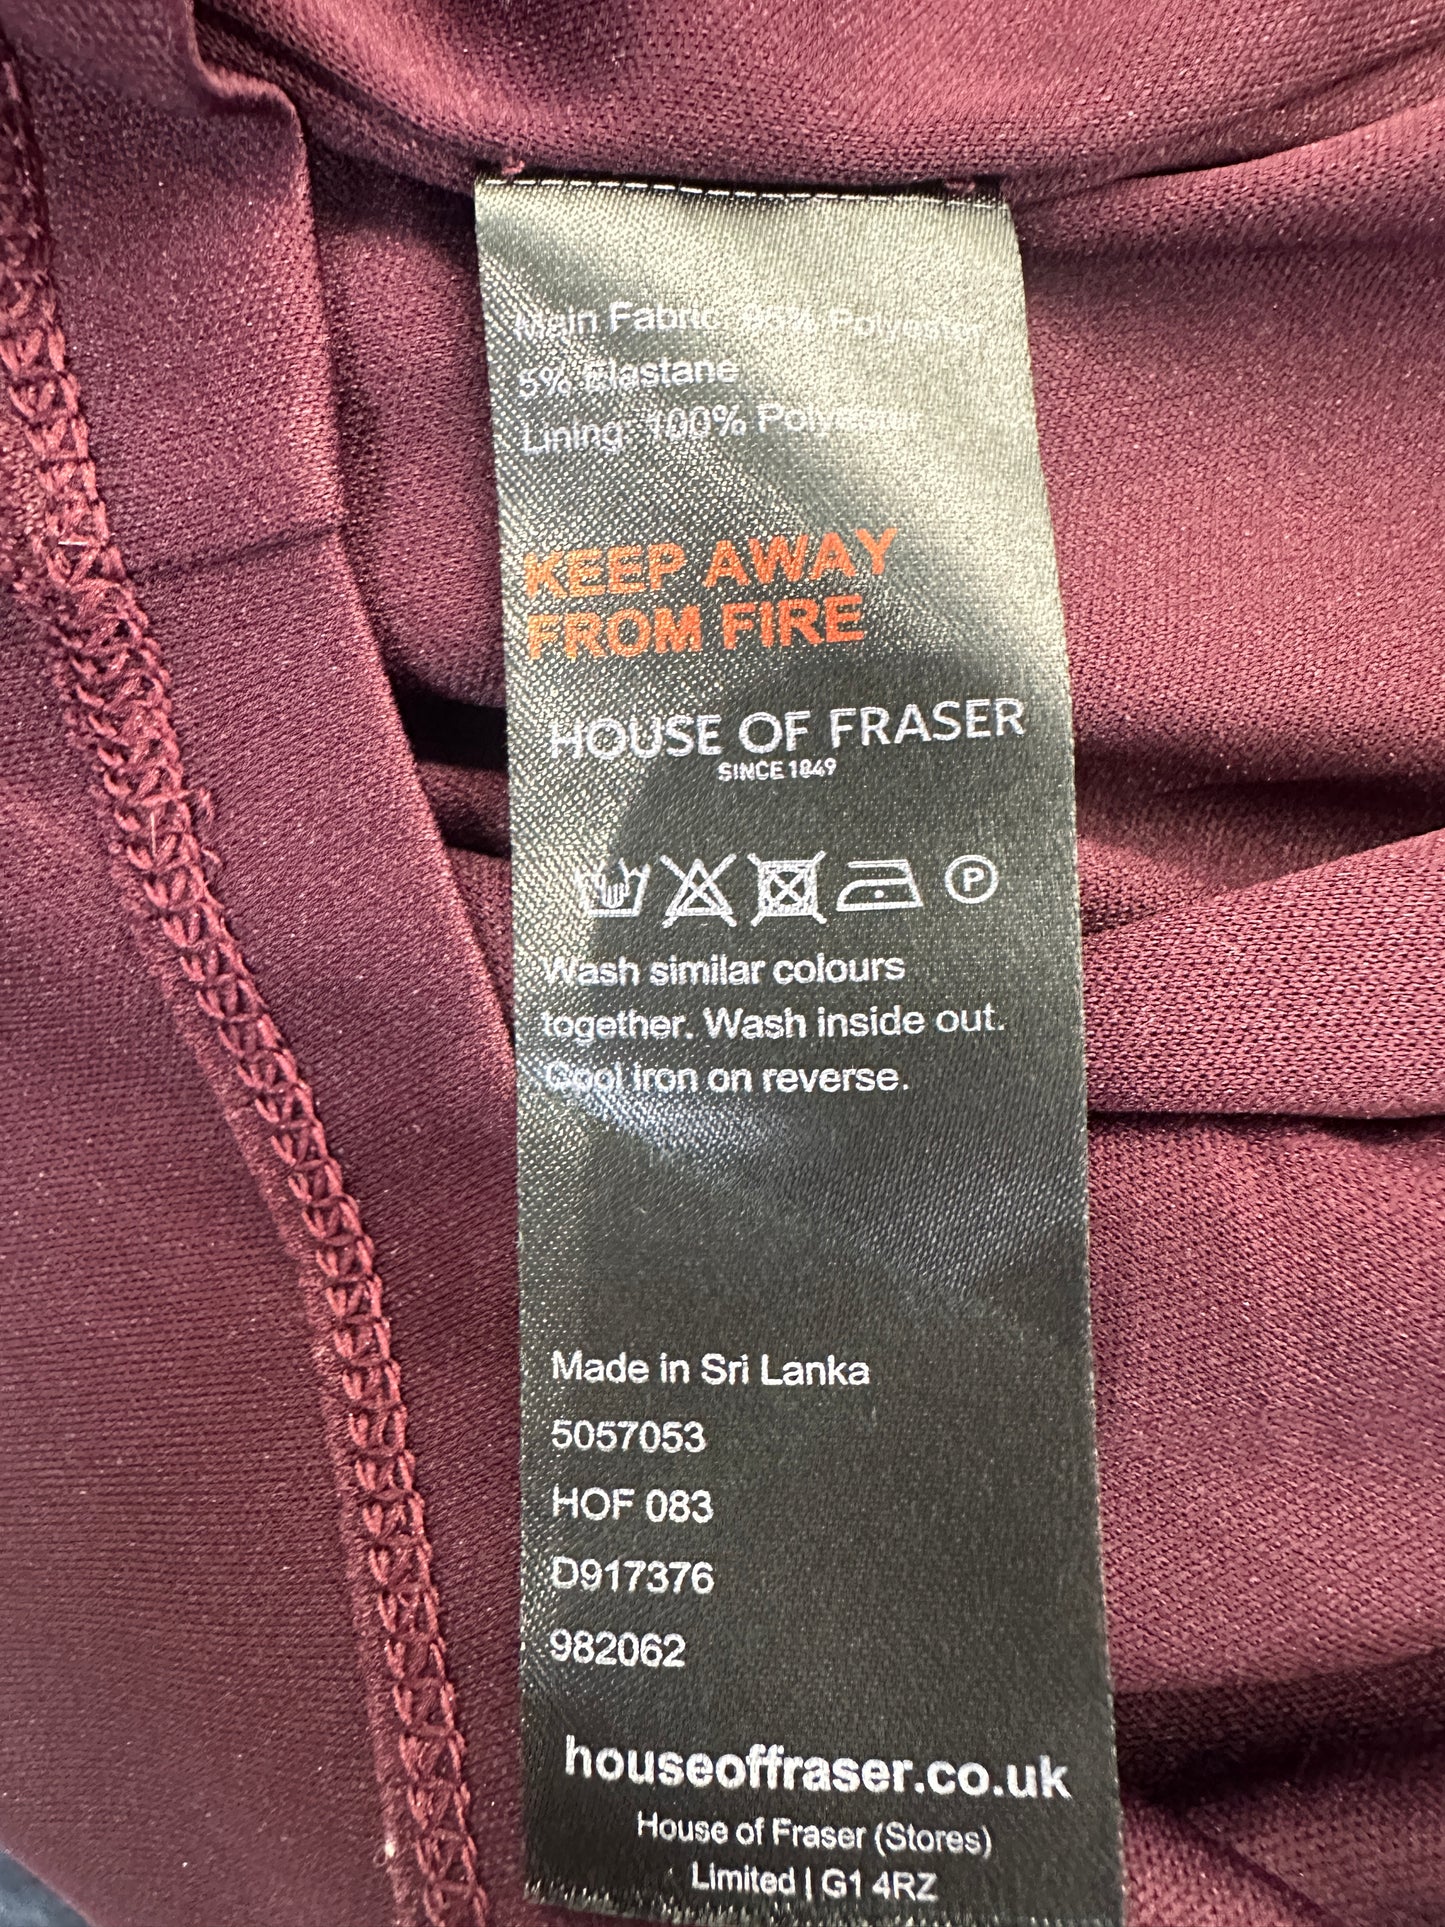 Main Fabric: 95% Polyester
5% Elastane
Lining: 100% Polyester
KEEP AWAY
FROM FIRE
HOUSE OF FRASER
SINCE 1849
P
Wash similar colours
together. Wash inside out.
Cool iron on reverse.
Made in Sri Lanka
5057053
HOF 083
D917376
982062
houseoffraser.co.uk
House of Fraser (Stores)
Limited | G1 4RZ